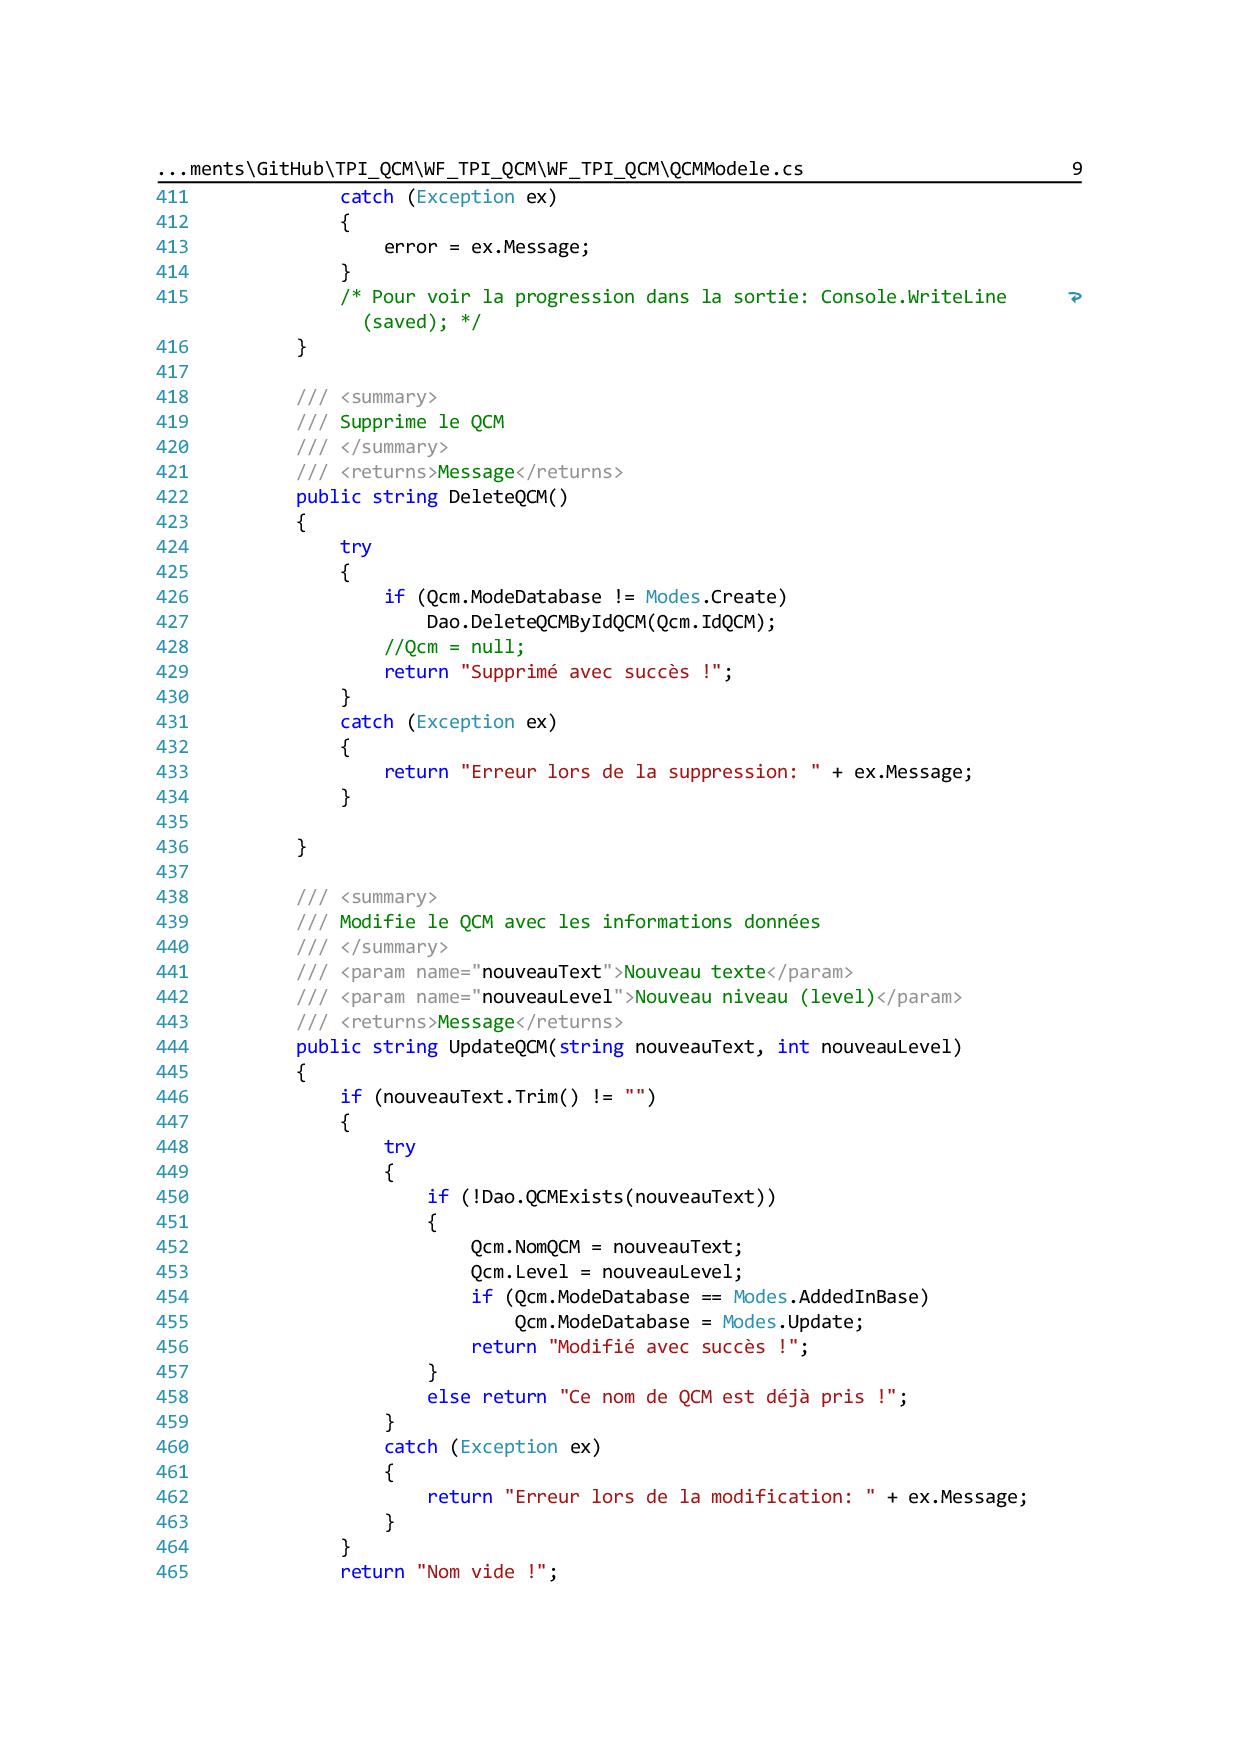 ...ments\GitHub\TPI_QCM\WF_TPI_QCM\WF_TPI_QCM\QCMModele.cs 9
411 catch (Exception ex)
412 {
413 error = ex.Message;
414 }
415 /* Pour voir la progression dans la sortie: Console.WriteLine
(saved); */
416 }
417
418 /// <summary>
419 /// Supprime le QCM
420 /// </summary>
421 /// <returns>Message</returns>
422 public string DeleteQCM()
423 {
424 try
425 {
426 if (Qcm.ModeDatabase != Modes.Create)
427 Dao.DeleteQCMByIdQCM(Qcm.IdQCM);
428 //Qcm = null;
429 return "Supprimé avec succès !";
430 }
431 catch (Exception ex)
432 {
433 return "Erreur lors de la suppression: " + ex.Message;
434 }
435
436 }
437
438 /// <summary>
439 /// Modifie le QCM avec les informations données
440 /// </summary>
441 /// <param name="nouveauText">Nouveau texte</param>
442 /// <param name="nouveauLevel">Nouveau niveau (level)</param>
443 /// <returns>Message</returns>
444 public string UpdateQCM(string nouveauText, int nouveauLevel)
445 {
446 if (nouveauText.Trim() != "")
447 {
448 try
449 {
450 if (!Dao.QCMExists(nouveauText))
451 {
452 Qcm.NomQCM = nouveauText;
453 Qcm.Level = nouveauLevel;
454 if (Qcm.ModeDatabase == Modes.AddedInBase)
455 Qcm.ModeDatabase = Modes.Update;
456 return "Modifié avec succès !";
457 }
458 else return "Ce nom de QCM est déjà pris !";
459 }
460 catch (Exception ex)
461 {
462 return "Erreur lors de la modification: " + ex.Message;
463 }
464 }
465 return "Nom vide !";